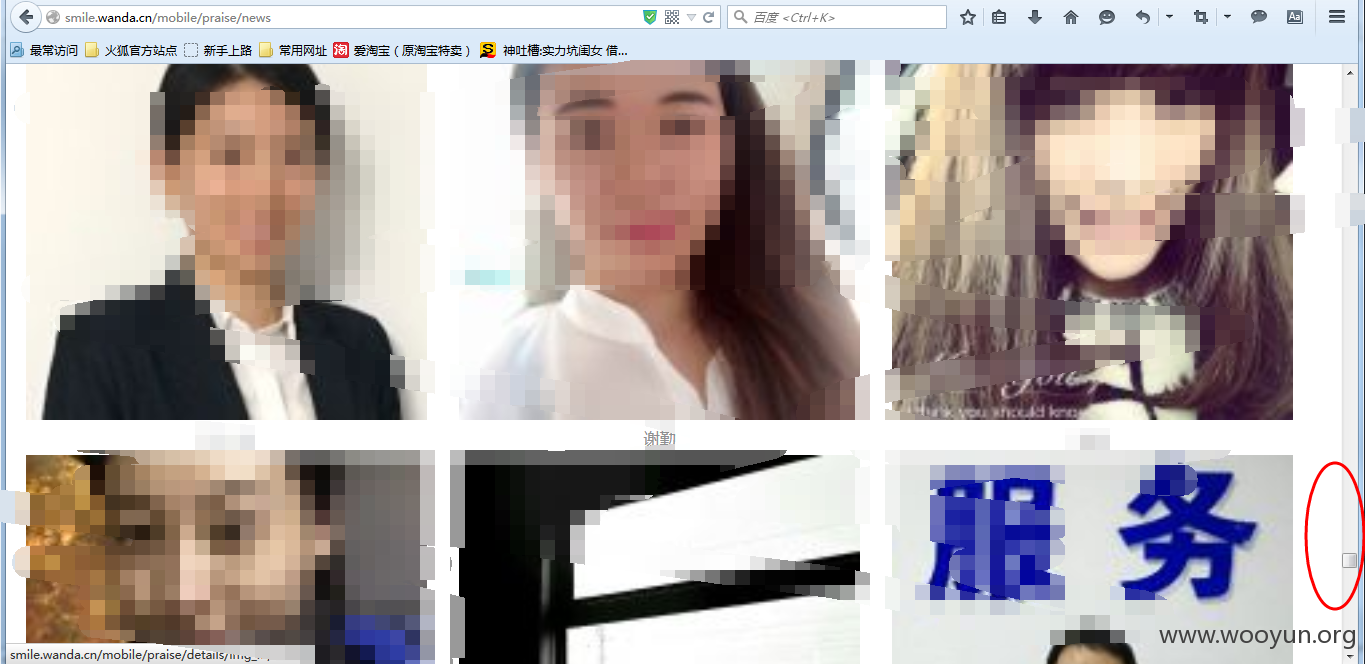 smile.wanda.cn/mobile/praise/news
百度 <Ctrl+K>
最常访问 火狐官方站点 新手上路 常用网址 淘 爱淘宝（原淘宝特卖） 神吐槽:实力坑闺女 借...
think you should kno
谢勤
服务
www.wooyun.org
smile.wanda.cn/mobile/praise/details/img_